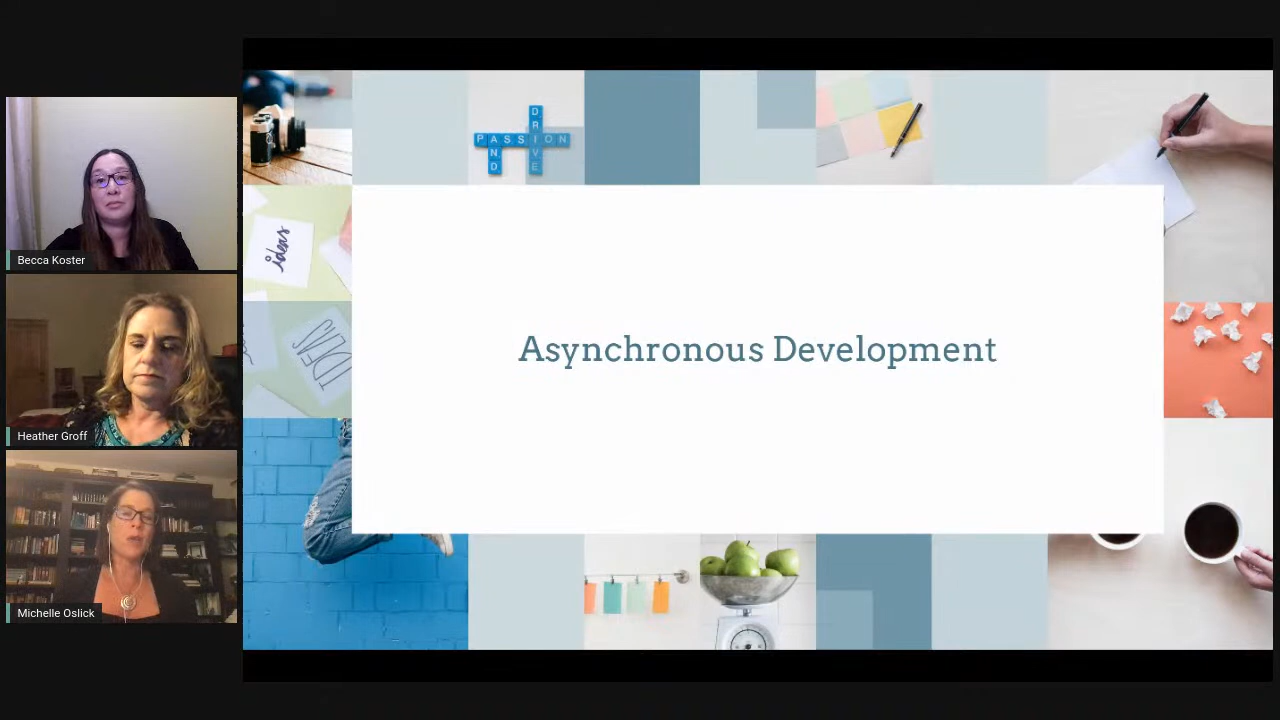 Becca Koster
Heather Groff
Michelle Oslick
PASSION
AND
DRIVE
ideas
IDEAS
Asynchronous Development